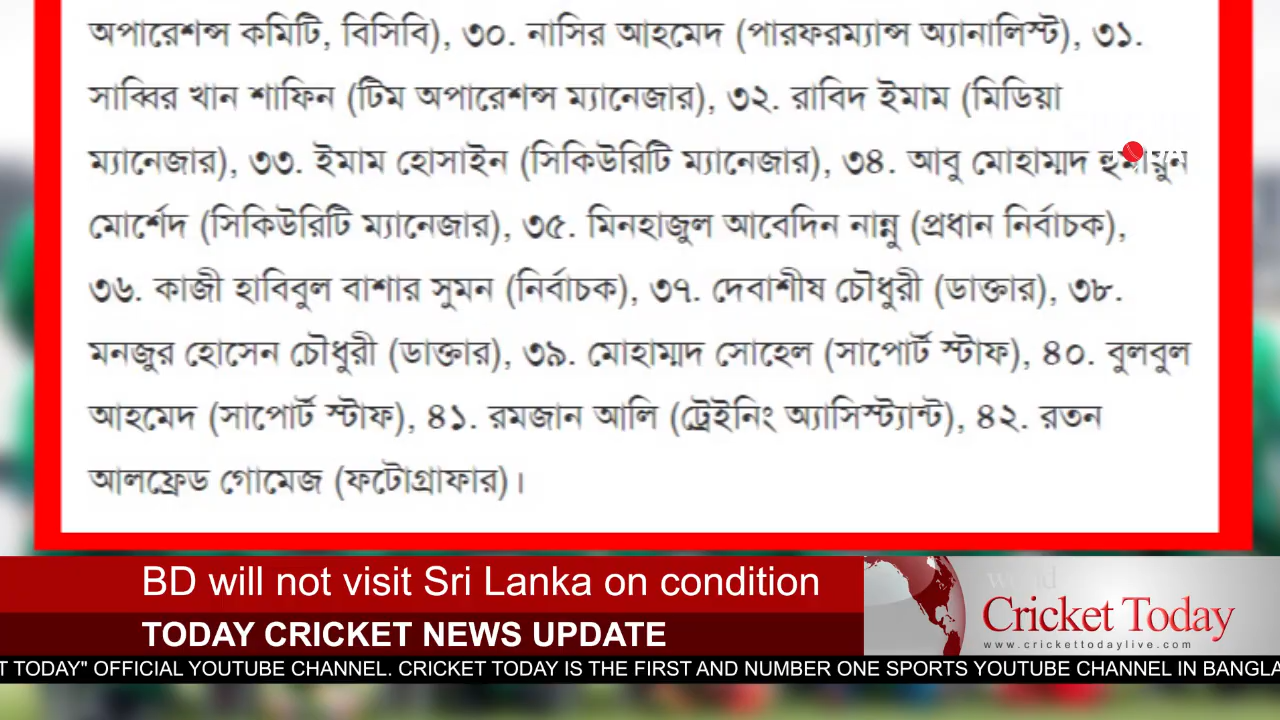 অপারেশন্স কমিটি, বিসিবি), ৩০. নাসির আহমেদ (পারফরম্যান্স অ্যানালিস্ট), ৩১.
সাব্বির খান শাফিন (টিম অপারেশন্স ম্যানেজার), ৩২. রাবিদ ইমাম (মিডিয়া
ম্যানেজার), ৩৩. ইমাম হোসাইন (সিকিউরিটি ম্যানেজার), ৩৪. আবু মোহাম্মদ হুমায়ুন
মোর্শেদ (সিকিউরিটি ম্যানেজার), ৩৫. মিনহাজুল আবেদিন নান্নু (প্রধান নির্বাচক),
৩৬. কাজী হাবিবুল বাশার সুমন (নির্বাচক), ৩৭. দেবাশীষ চৌধুরী (ডাক্তার), ৩৮.
মনজুর হোসেন চৌধুরী (ডাক্তার), ৩৯. মোহাম্মদ সোহেল (সাপোর্ট স্টাফ), ৪০. বুলবুল
আহমেদ (সাপোর্ট স্টাফ), ৪১. রমজান আলি (ট্রেইনিং অ্যাসিস্ট্যান্ট), ৪২. রতন
আলফ্রেড গোমেজ (ফটোগ্রাফার)।
BD will not visit Sri Lanka on condition
TODAY CRICKET NEWS UPDATE
world
Cricket Today
www.crickettodaylive.com
T TODAY" OFFICIAL YOUTUBE CHANNEL. CRICKET TODAY IS THE FIRST AND NUMBER ONE SPORTS YOUTUBE CHANNEL IN BANGLA